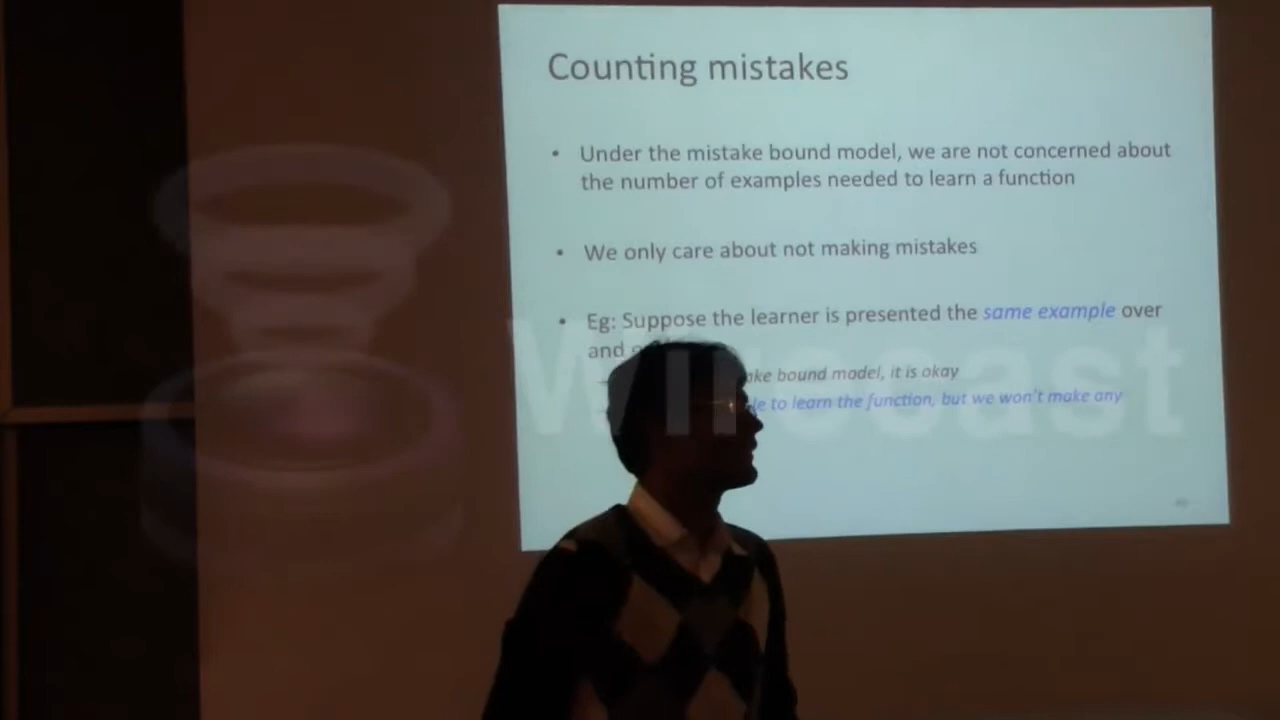 Counting mistakes
• Under the mistake bound model, we are not concerned about
the number of examples needed to learn a function
• We only care about not making mistakes
• Eg: Suppose the learner is presented the same example over
and
bound model, it is okay
to learn the function, but we won't make any
Wirecast